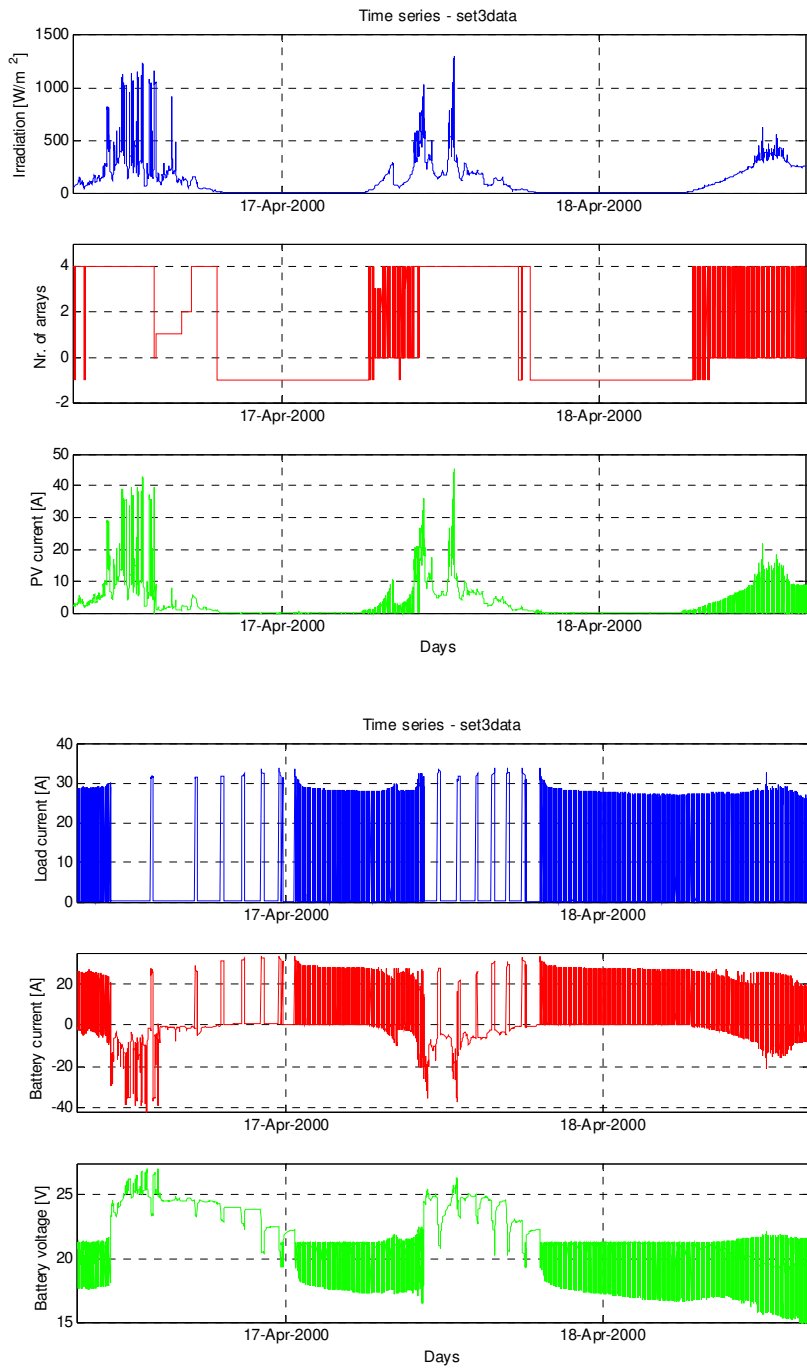 Time series - set3data
Irradiation [W/m²]
1500
1000
500
0
17-Apr-2000
18-Apr-2000
Nr. of arrays
4
2
0
-2
17-Apr-2000
18-Apr-2000
PV current [A]
50
40
30
20
10
0
17-Apr-2000
18-Apr-2000
Days
Time series - set3data
Load current [A]
40
30
20
10
0
17-Apr-2000
18-Apr-2000
Battery current [A]
20
0
-20
-40
17-Apr-2000
18-Apr-2000
Battery voltage [V]
25
20
15
17-Apr-2000
18-Apr-2000
Days